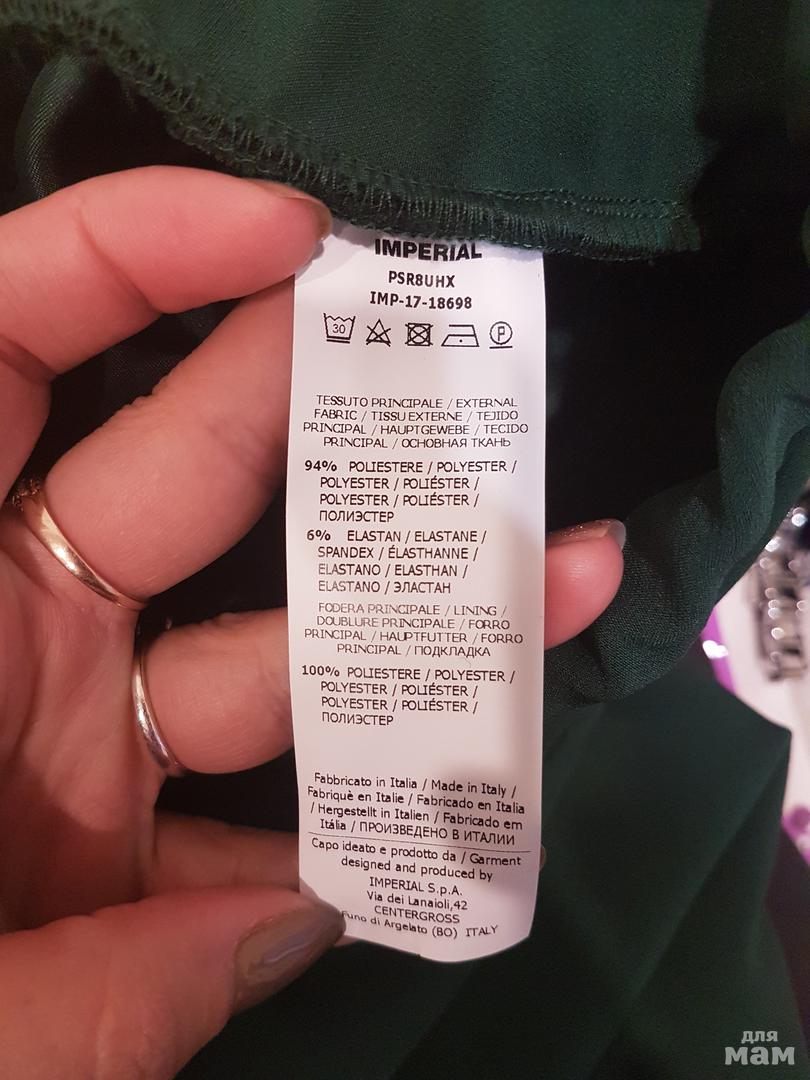 IMPERIAL
PSR8UHX
IMP-17-18698
30
P
TESSUTO PRINCIPALE / EXTERNAL
FABRIC / TISSU EXTERNE / TEJIDO
PRINCIPAL / HAUPTGEWEBE / TECIDO
PRINCIPAL / ОСНОВНАЯ ТКАНЬ
94% POLIESTERE / POLYESTER /
POLYESTER / POLIÉSTER /
POLYESTER / POLIÉSTER /
ПОЛИЭСТЕР
6% ELASTAN / ELASTANE /
SPANDEX / ÉLASTHANNE /
ELASTANO / ELASTHAN /
ELASTANO / ЭЛАСТАН
FODERA PRINCIPALE / LINING /
DOUBLURE PRINCIPALE / FORRO
PRINCIPAL / HAUPTFUTTER / FORRO
PRINCIPAL / ПОДКЛАДКА
100% POLIESTERE / POLYESTER /
POLYESTER / POLIÉSTER /
POLYESTER / POLIÉSTER /
ПОЛИЭСТЕР
Fabbricato in Italia / Made in Italy /
Fabriquè en Italie / Fabricado en Italia
/ Hergestellt in Italien / Fabricado em
Itália / ПРОИЗВЕДЕНО В ИТАЛИИ
Capo ideato e prodotto da / Garment
designed and produced by
IMPERIAL S.p.A.
Via dei Lanaioli,42
CENTERGROSS
Funo di Argelato (BO) ITALY
для
мам